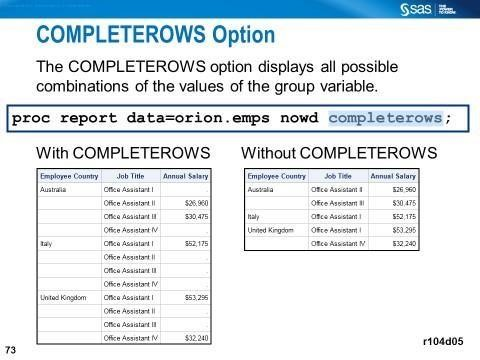 sas THE POWER TO KNOW
COMPLETEROWS Option
The COMPLETEROWS option displays all possible
combinations of the values of the group variable.
proc report data=orion.emps nowd completerows;
With COMPLETEROWS
Employee Country Job Title Annual Salary
Australia Office Assistant I .
Office Assistant II $26,960
Office Assistant III $30,475
Office Assistant IV .
Italy Office Assistant I $52,175
Office Assistant II .
Office Assistant III .
Office Assistant IV .
United Kingdom Office Assistant I $53,295
Office Assistant II .
Office Assistant III .
Office Assistant IV $32,240
Without COMPLETEROWS
Employee Country Job Title Annual Salary
Australia Office Assistant II $26,960
Office Assistant III $30,475
Italy Office Assistant I $52,175
United Kingdom Office Assistant I $53,295
Office Assistant IV $32,240
73
r104d05